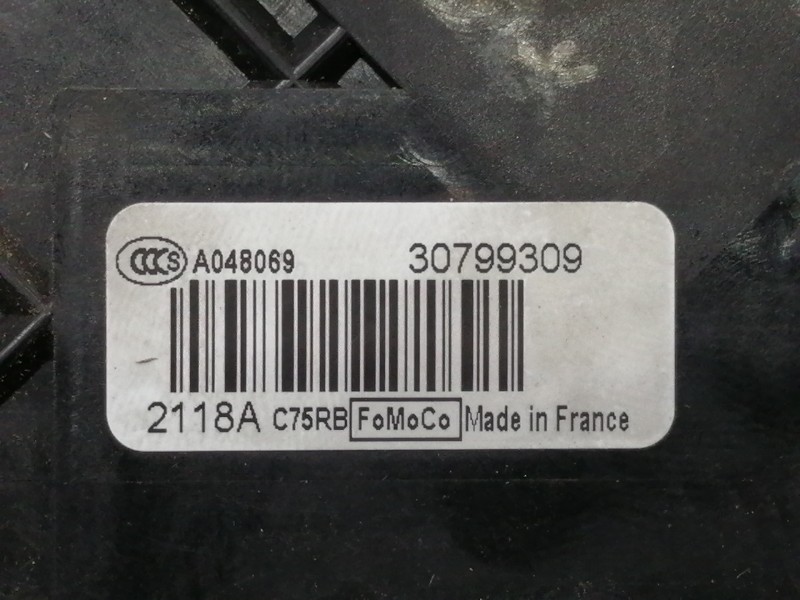 CCCS A048069 30799309
2118A C75RB FoMoCo Made in France